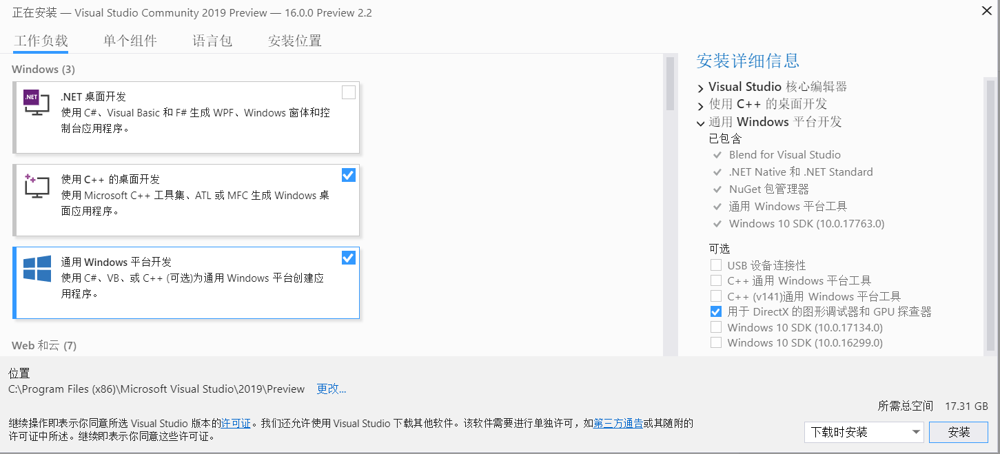 正在安装 — Visual Studio Community 2019 Preview — 16.0.0 Preview 2.2
工作负载
单个组件
语言包
安装位置
Windows (3)
.NET
.NET 桌面开发
使用 C#、Visual Basic 和 F# 生成 WPF、Windows 窗体和控
制台应用程序。
使用 C++ 的桌面开发
使用 Microsoft C++ 工具集、ATL 或 MFC 生成 Windows 桌
面应用程序。
通用 Windows 平台开发
使用 C#、VB、或 C++ (可选)为通用 Windows 平台创建应
用程序。
Web 和云 (7)
安装详细信息
Visual Studio 核心编辑器
使用 C++ 的桌面开发
通用 Windows 平台开发
已包含
Blend for Visual Studio
.NET Native 和 .NET Standard
NuGet 包管理器
通用 Windows 平台工具
Windows 10 SDK (10.0.17763.0)
可选
USB 设备连接性
C++ 通用 Windows 平台工具
C++ (v141)通用 Windows 平台工具
用于 DirectX 的图形调试器和 GPU 探查器
Windows 10 SDK (10.0.17134.0)
Windows 10 SDK (10.0.16299.0)
位置
C:\Program Files (x86)\Microsoft Visual Studio\2019\Preview 更改...
所需总空间 17.31 GB
继续操作即表示你同意所选 Visual Studio 版本的许可证。我们还允许使用 Visual Studio 下载其他软件。该软件需要进行单独许可，如第三方通告或其随附的
许可证中所述。继续即表示你同意这些许可证。
下载时安装
安装